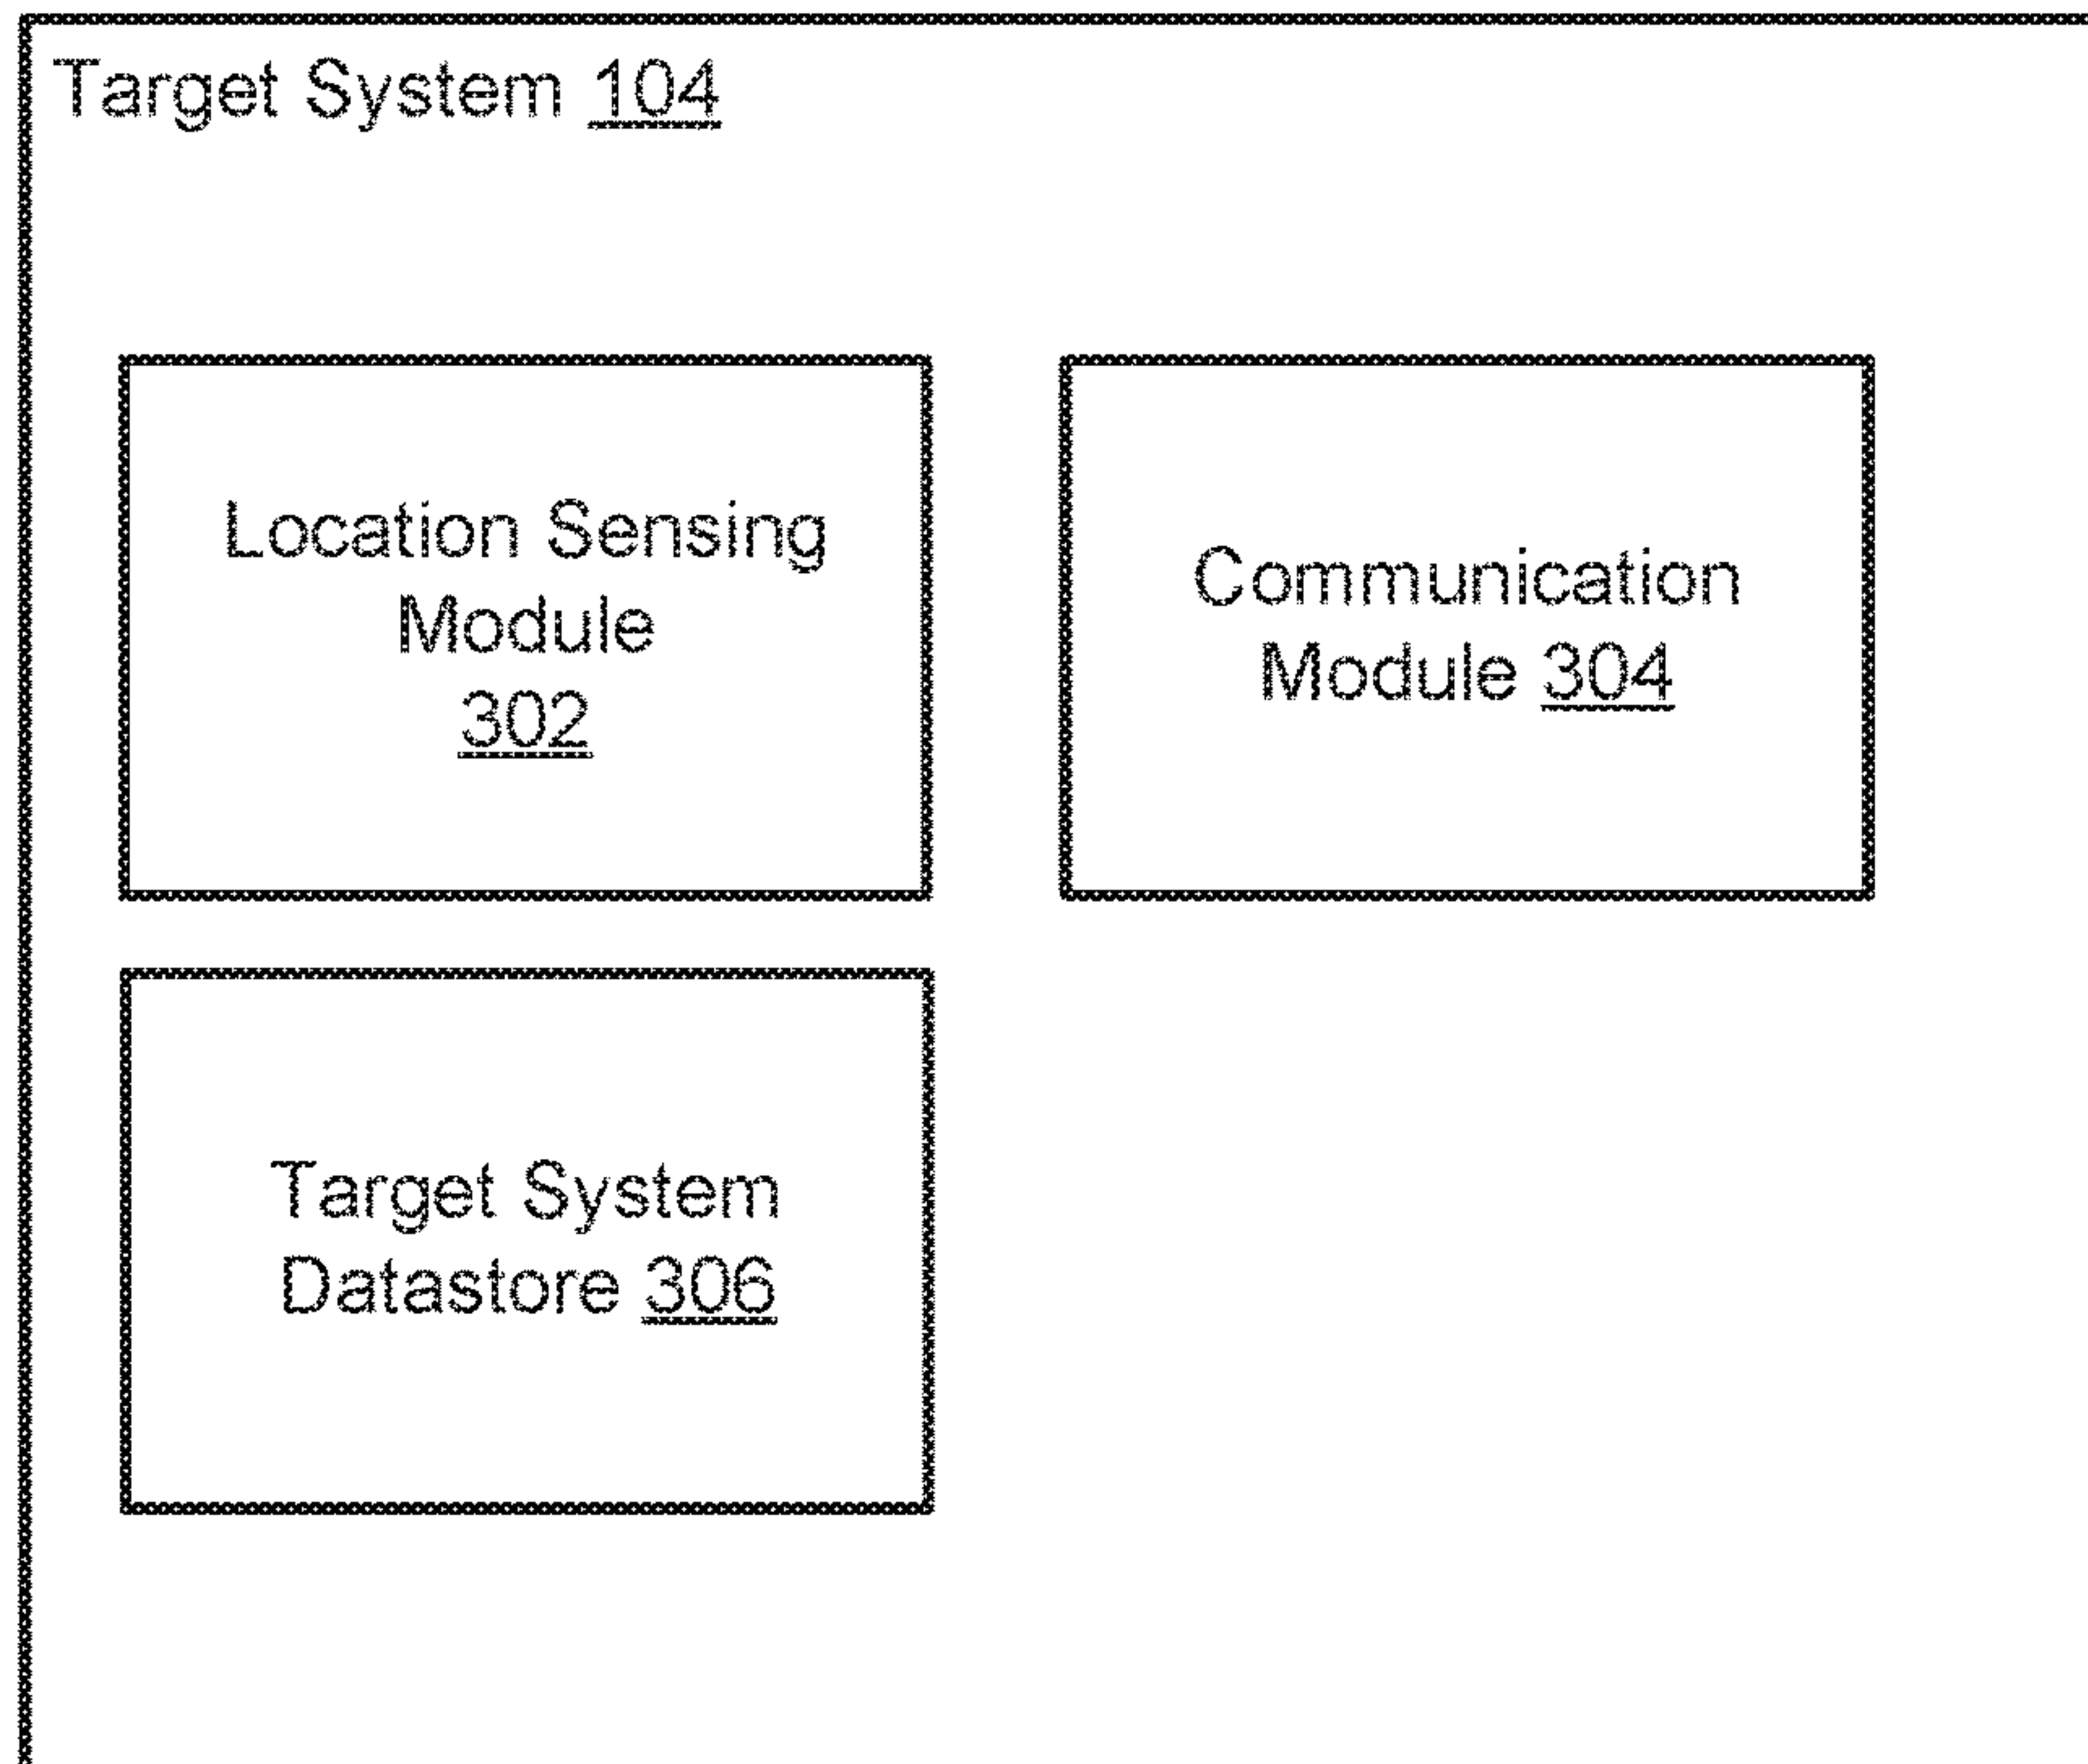 Target System 104
Location Sensing
Module
302
Communication
Module 304
Target System
Datastore 306